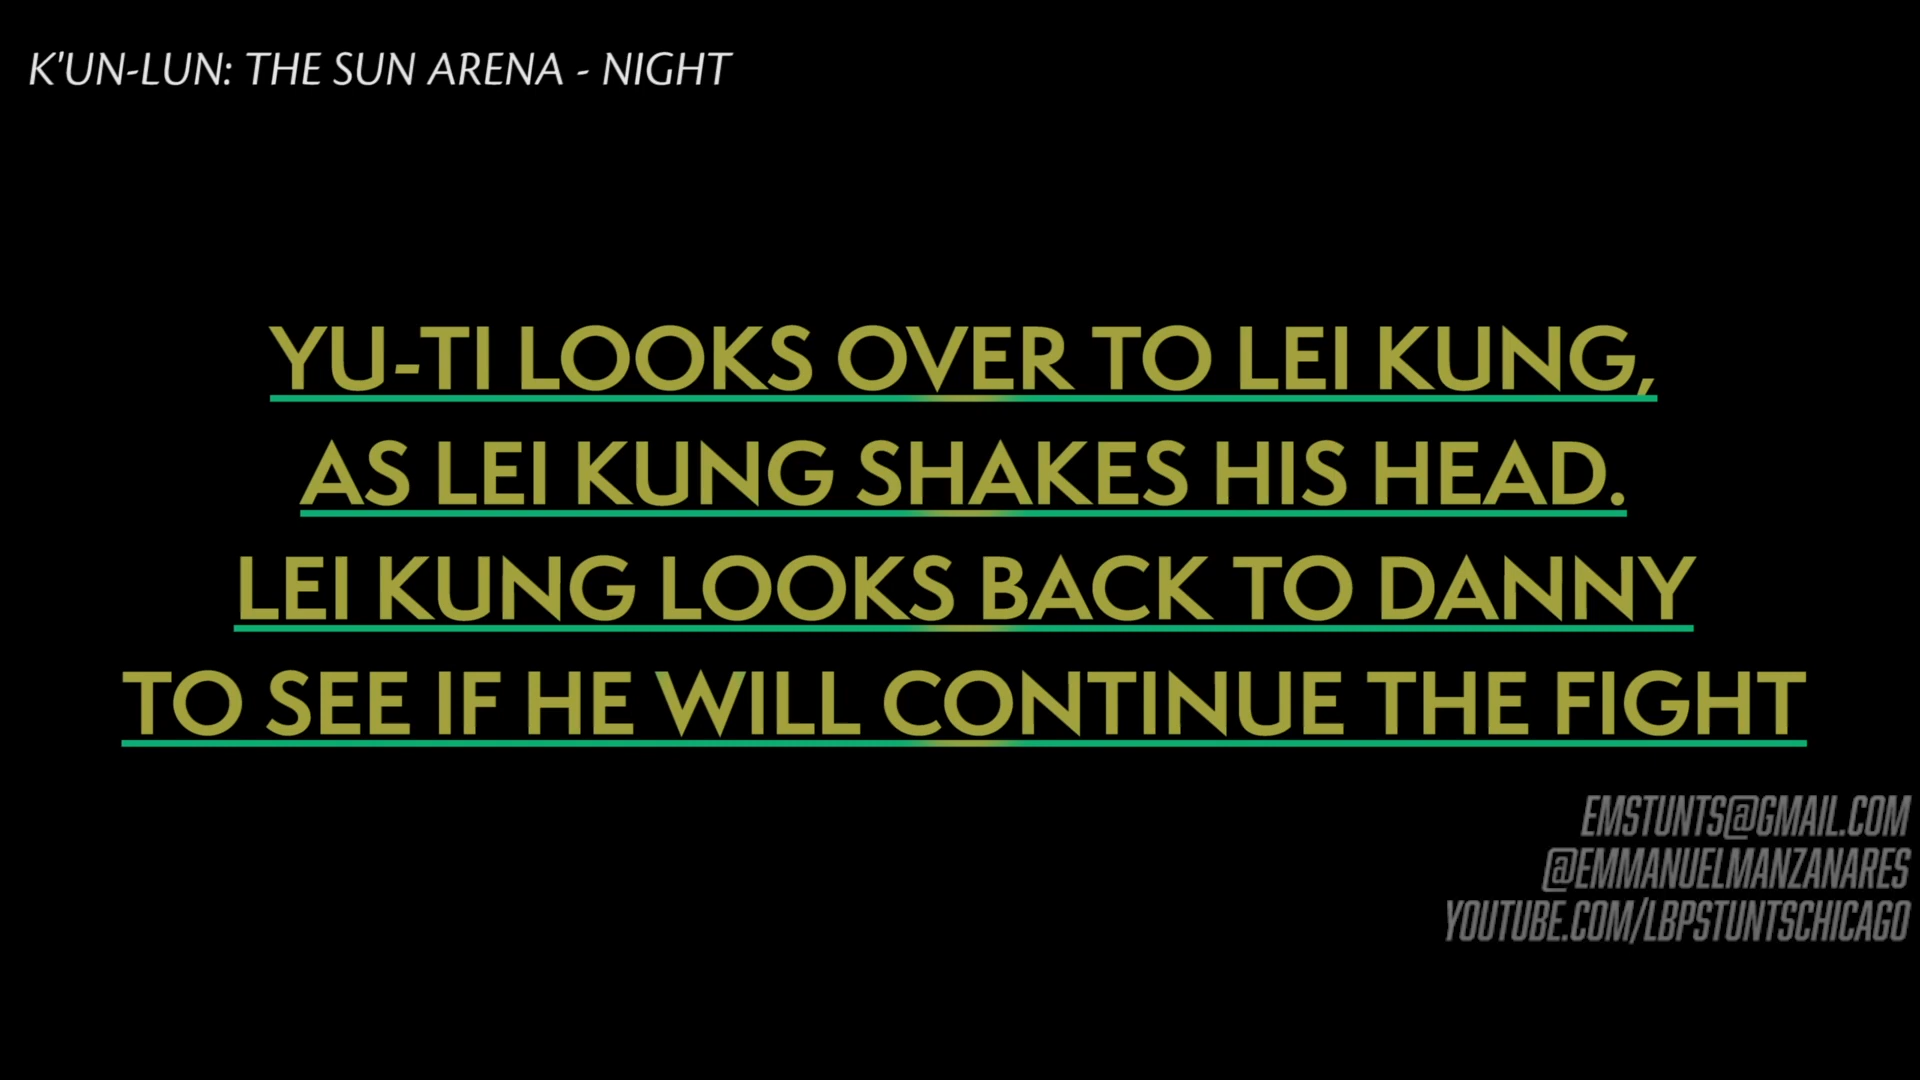 K'UN-LUN: THE SUN ARENA - NIGHT
YU-TI LOOKS OVER TO LEI KUNG,
AS LEI KUNG SHAKES HIS HEAD.
LEI KUNG LOOKS BACK TO DANNY
TO SEE IF HE WILL CONTINUE THE FIGHT
EMSTUNTS@GMAIL.COM
@EMMANUELMANZANARES
YOUTUBE.COM/LBPSTUNTSCHICAGO